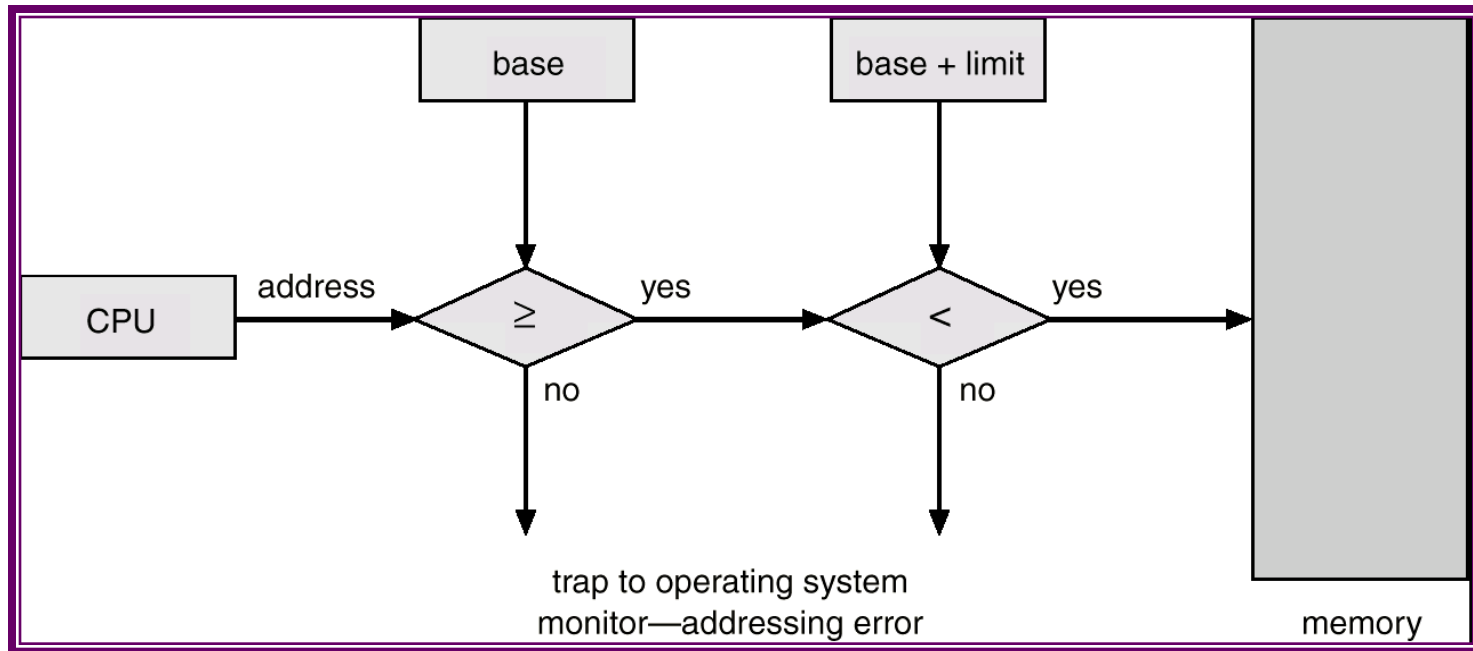 base
base + limit
address
yes
yes
CPU
≥
<
no
no
trap to operating system
monitor—addressing error
memory